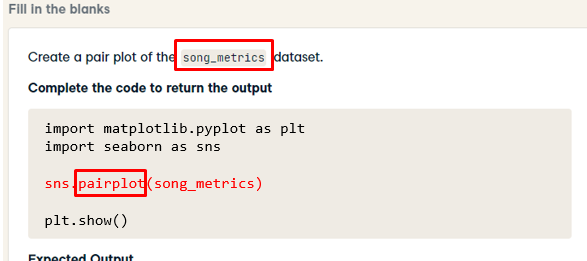 Fill in the blanks
Create a pair plot of the song_metrics dataset.
Complete the code to return the output
import matplotlib.pyplot as plt
import seaborn as sns
sns.pairplot(song_metrics)
plt.show()
Expected Output